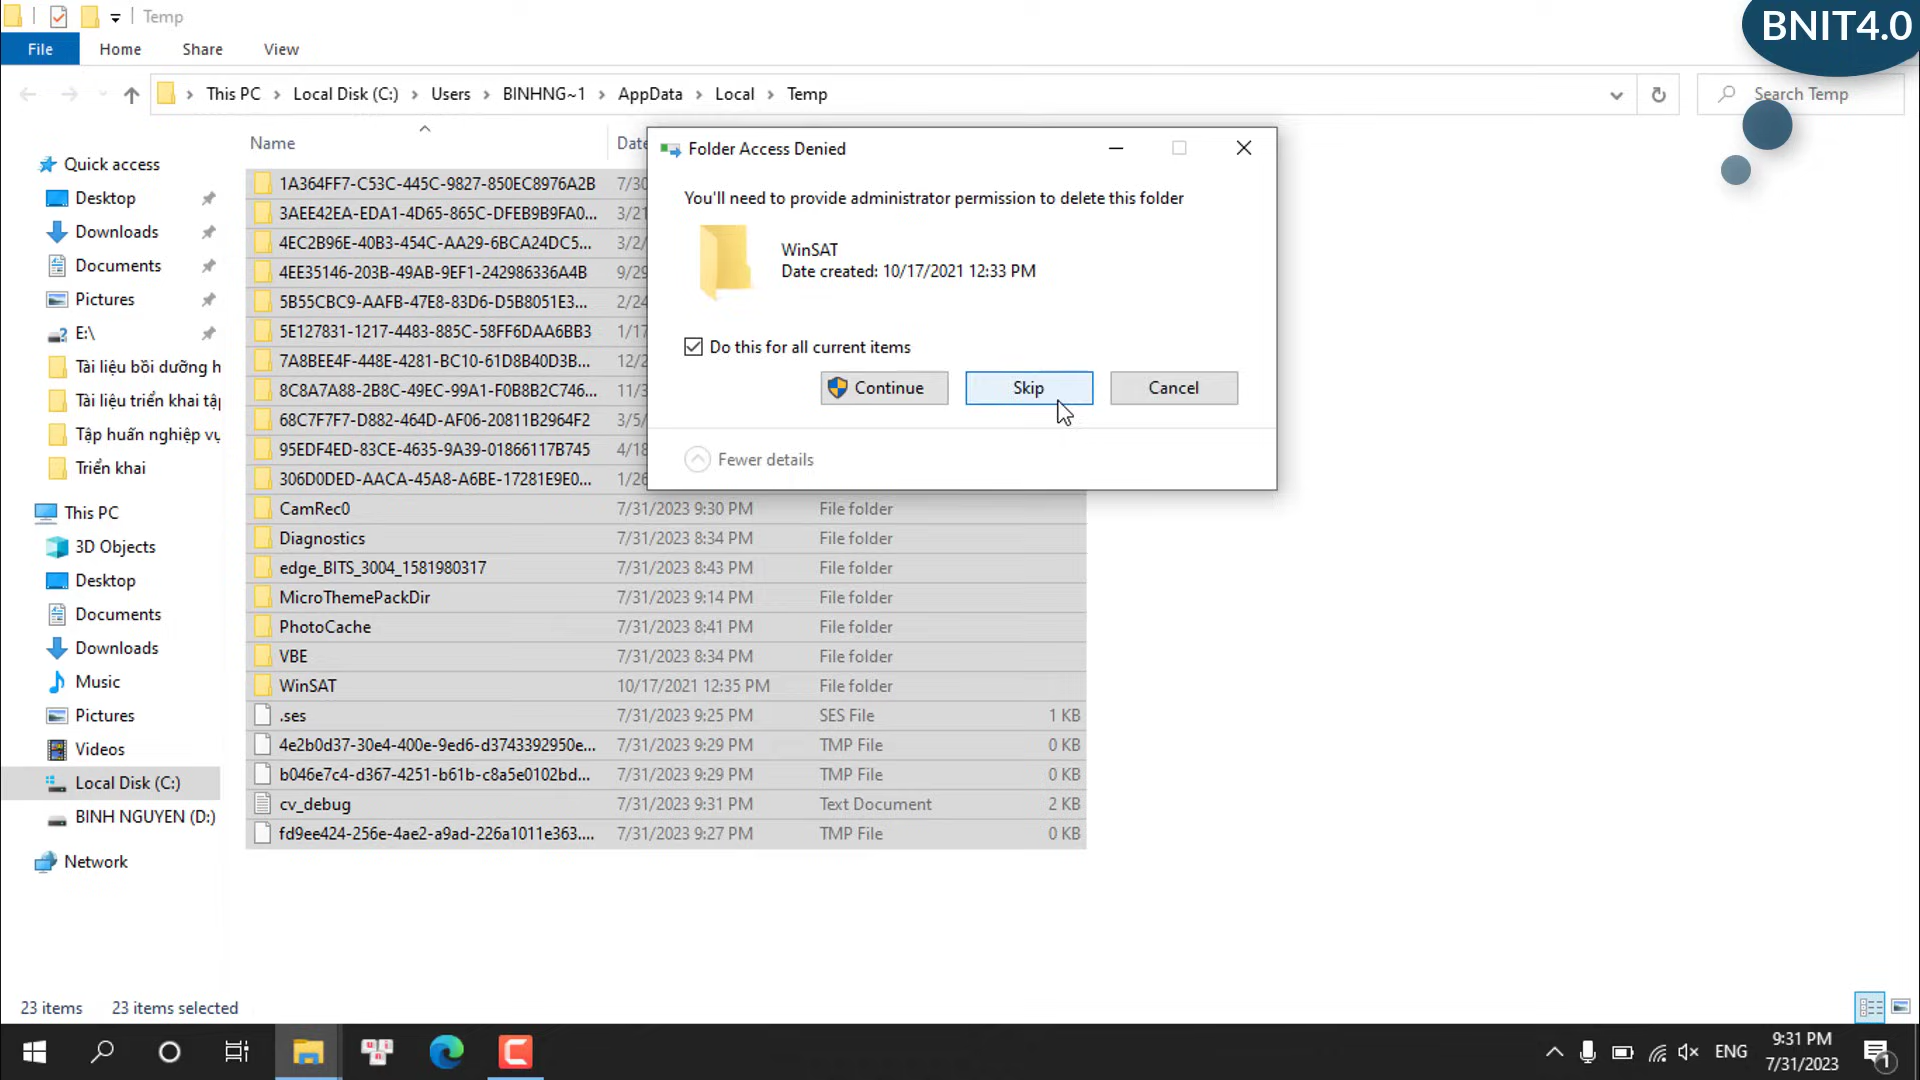 Temp
BNIT4.0
File Home Share View
This PC > Local Disk (C:) > Users > BINHNG~1 > AppData > Local > Temp
Search Temp
Name
Date
Quick access
Desktop
Downloads
Documents
Pictures
E:\
Tài liệu bồi dưỡng h
Tài liệu triển khai tập
Tập huấn nghiệp vụ
Triển khai
This PC
3D Objects
Desktop
Documents
Downloads
Music
Pictures
Videos
Local Disk (C:)
BINH NGUYEN (D:)
Network
1A364FF7-C53C-445C-9827-850EC8976A2B 7/30
3AEE42EA-EDA1-4D65-865C-DFEB9B9FA0... 3/21
4EC2B96E-40B3-454C-AA29-6BCA24DC5... 3/2/
4EE35146-203B-49AB-9EF1-242986336A4B 9/29
5B55CBC9-AAFB-47E8-83D6-D5B8051E3... 2/24
5E127831-1217-4483-885C-58FF6DAA6BB3 1/17
7A8BEE4F-448E-4281-BC10-61D8B40D3B... 12/2
8C8A7A88-2B8C-49EC-99A1-F0B8B2C746... 11/3
68C7F7F7-D882-464D-AF06-20811B2964F2 3/5/
95EDF4ED-83CE-4635-9A39-01866117B745 4/18
306D0DED-AACA-45A8-A6BE-17281E9E0... 1/26
CamRec0 7/31/2023 9:30 PM File folder
Diagnostics 7/31/2023 8:34 PM File folder
edge_BITS_3004_1581980317 7/31/2023 8:43 PM File folder
MicroThemePackDir 7/31/2023 9:14 PM File folder
PhotoCache 7/31/2023 8:41 PM File folder
VBE 7/31/2023 8:34 PM File folder
WinSAT 10/17/2021 12:35 PM File folder
.ses 7/31/2023 9:25 PM SES File 1 KB
4e2b0d37-30e4-400e-9ed6-d3743392950e... 7/31/2023 9:29 PM TMP File 0 KB
b046e7c4-d367-4251-b61b-c8a5e0102bd... 7/31/2023 9:29 PM TMP File 0 KB
cv_debug 7/31/2023 9:31 PM Text Document 2 KB
fd9ee424-256e-4ae2-a9ad-226a1011e363.... 7/31/2023 9:27 PM TMP File 0 KB
Folder Access Denied
You'll need to provide administrator permission to delete this folder
WinSAT
Date created: 10/17/2021 12:33 PM
Do this for all current items
Continue Skip Cancel
Fewer details
23 items 23 items selected
ENG
9:31 PM
7/31/2023
1